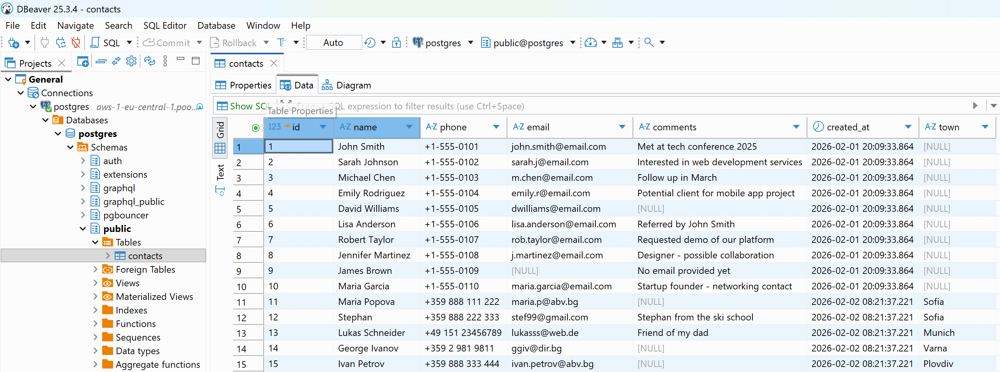 DBeaver 25.3.4 - contacts
File Edit Navigate Search SQL Editor Database Window Help
SQL Commit Rollback T Auto postgres public@postgres
Projects
contacts
General
Connections
postgres aws-1-eu-central-1.poo...
Databases
postgres
Schemas
auth
extensions
graphql
graphql_public
pgbouncer
public
Tables
contacts
Foreign Tables
Views
Materialized Views
Indexes
Functions
Sequences
Data types
Aggregate functions
Properties Data Diagram
Show SQL Enter a SQL expression to filter results (use Ctrl+Space)
Table Properties
Grid
Text
123 id A-Z name A-Z phone A-Z email A-Z comments created_at A-Z town
1 1 John Smith +1-555-0101 john.smith@email.com Met at tech conference 2025 2026-02-01 20:09:33.864 [NULL]
2 2 Sarah Johnson +1-555-0102 sarah.j@email.com Interested in web development services 2026-02-01 20:09:33.864 [NULL]
3 3 Michael Chen +1-555-0103 m.chen@email.com Follow up in March 2026-02-01 20:09:33.864 [NULL]
4 4 Emily Rodriguez +1-555-0104 emily.r@email.com Potential client for mobile app project 2026-02-01 20:09:33.864 [NULL]
5 5 David Williams +1-555-0105 dwilliams@email.com [NULL] 2026-02-01 20:09:33.864 [NULL]
6 6 Lisa Anderson +1-555-0106 lisa.anderson@email.com Referred by John Smith 2026-02-01 20:09:33.864 [NULL]
7 7 Robert Taylor +1-555-0107 rob.taylor@email.com Requested demo of our platform 2026-02-01 20:09:33.864 [NULL]
8 8 Jennifer Martinez +1-555-0108 j.martinez@email.com Designer - possible collaboration 2026-02-01 20:09:33.864 [NULL]
9 9 James Brown +1-555-0109 [NULL] No email provided yet 2026-02-01 20:09:33.864 [NULL]
10 10 Maria Garcia +1-555-0110 maria.garcia@email.com Startup founder - networking contact 2026-02-01 20:09:33.864 [NULL]
11 11 Maria Popova +359 888 111 222 maria.p@abv.bg [NULL] 2026-02-02 08:21:37.221 Sofia
12 12 Stephan +359 888 222 333 stef99@gmail.com Stephan from the ski school 2026-02-02 08:21:37.221 Sofia
13 13 Lukas Schneider +49 151 23456789 lukasss@web.de Friend of my dad 2026-02-02 08:21:37.221 Munich
14 14 George Ivanov +359 2 981 9811 ggiv@dir.bg [NULL] 2026-02-02 08:21:37.221 Varna
15 15 Ivan Petrov +359 888 333 444 ivan.petrov@abv.bg [NULL] 2026-02-02 08:21:37.221 Plovdiv